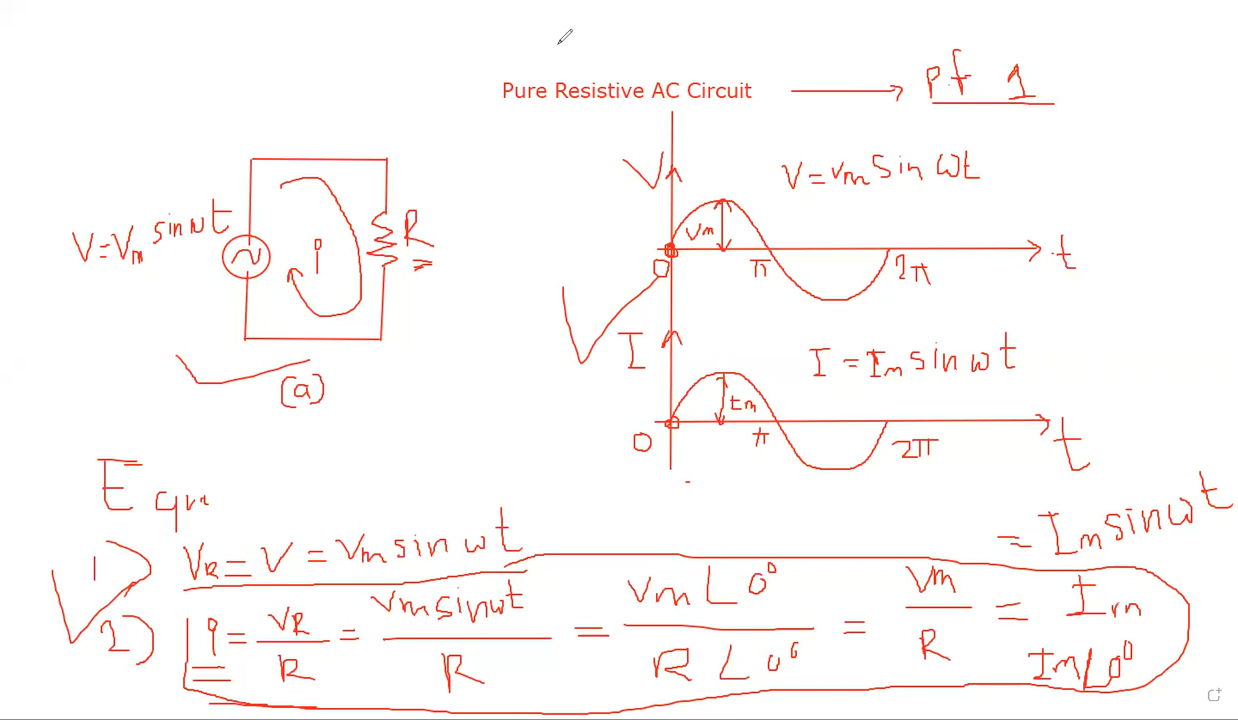 Pure Resistive AC Circuit
P.f 1
V
V = Vm sin ωt
V = Vm sin ωt
R
i
Vm
0
π
2π
t
I
I = Im sin ωt
(a)
Im
0
π
2π
t
1) VR = V = Vm sin ωt
= Im sin ωt
2) i = VR/R = Vm sin ωt/R = Vm∠0°/R∠0° = Vm/R = Im
Im∠0°